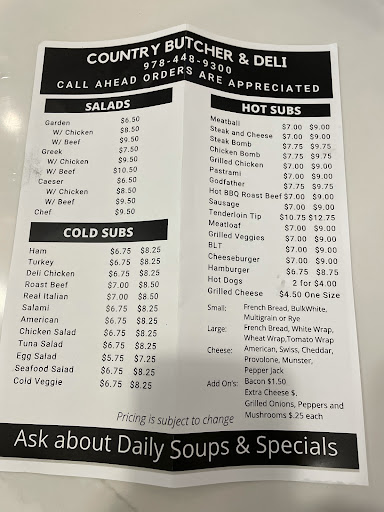 COUNTRY BUTCHER & DELI
978-448-9300
CALL AHEAD ORDERS ARE APPRECIATED
SALADS
Garden $6.50
W/ Chicken $8.50
W/ Beef $9.50
Greek $7.50
W/ Chicken $9.50
W/ Beef $10.50
Caeser $6.50
W/ Chicken $8.50
W/ Beef $9.50
Chef $9.50
COLD SUBS
Ham $6.75 $8.25
Turkey $6.75 $8.25
Deli Chicken $6.75 $8.25
Roast Beef $7.00 $8.50
Real Italian $7.00 $8.50
Salami $6.75 $8.25
American $6.75 $8.25
Chicken Salad $6.75 $8.25
Tuna Salad $6.75 $8.25
Egg Salad $5.75 $7.25
Seafood Salad $6.75 $8.25
Cold Veggie $6.75 $8.25
HOT SUBS
Meatball $7.00 $9.00
Steak and Cheese $7.00 $9.00
Steak Bomb $7.75 $9.75
Chicken Bomb $7.75 $9.75
Grilled Chicken $7.00 $9.00
Pastrami $7.00 $9.00
Godfather $7.75 $9.75
Hot BBQ Roast Beef $7.00 $9.00
Sausage $7.00 $9.00
Tenderloin Tip $10.75 $12.75
Meatloaf $7.00 $9.00
Grilled Veggies $7.00 $9.00
BLT $7.00 $9.00
Cheeseburger $7.00 $9.00
Hamburger $6.75 $8.75
Hot Dogs 2 for $4.00
Grilled Cheese $4.50 One Size
Small: French Bread, BulkWhite,
Multigrain or Rye
Large: French Bread, White Wrap,
Wheat Wrap,Tomato Wrap
Cheese: American, Swiss, Cheddar,
Provolone, Munster,
Pepper Jack
Add On's: Bacon $1.50
Extra Cheese $.
Grilled Onions, Peppers and
Mushrooms $.25 each
Pricing is subject to change
Ask about Daily Soups & Specials